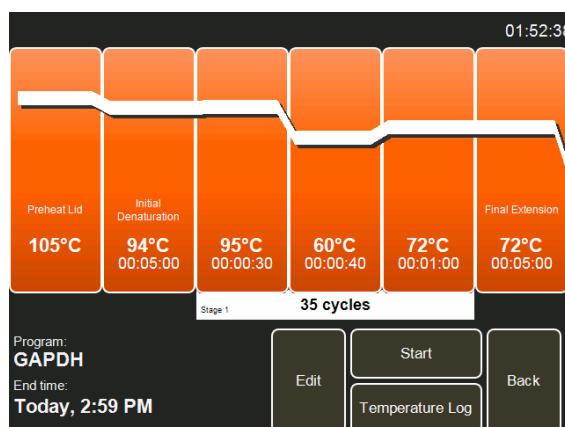 01:52:38
Preheat Lid
105°C
Initial
Denaturation
94°C
00:05:00
95°C
00:00:30
60°C
00:00:40
72°C
00:01:00
Final Extension
72°C
00:05:00
Stage 1
35 cycles
Program:
GAPDH
End time:
Today, 2:59 PM
Edit
Start
Temperature Log
Back